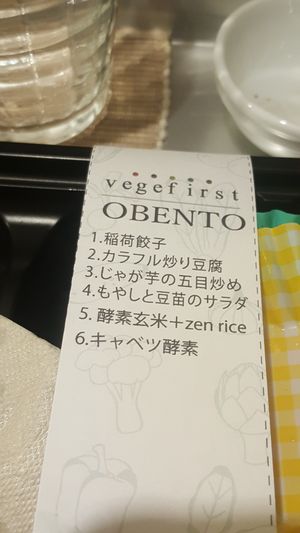 vegefirst
OBENTO
1.稲荷餃子
2.カラフル炒り豆腐
3.じゃが芋の五目炒め
4.もやしと豆苗のサラダ
5. 酵素玄米＋zen rice
6.キャベツ酵素